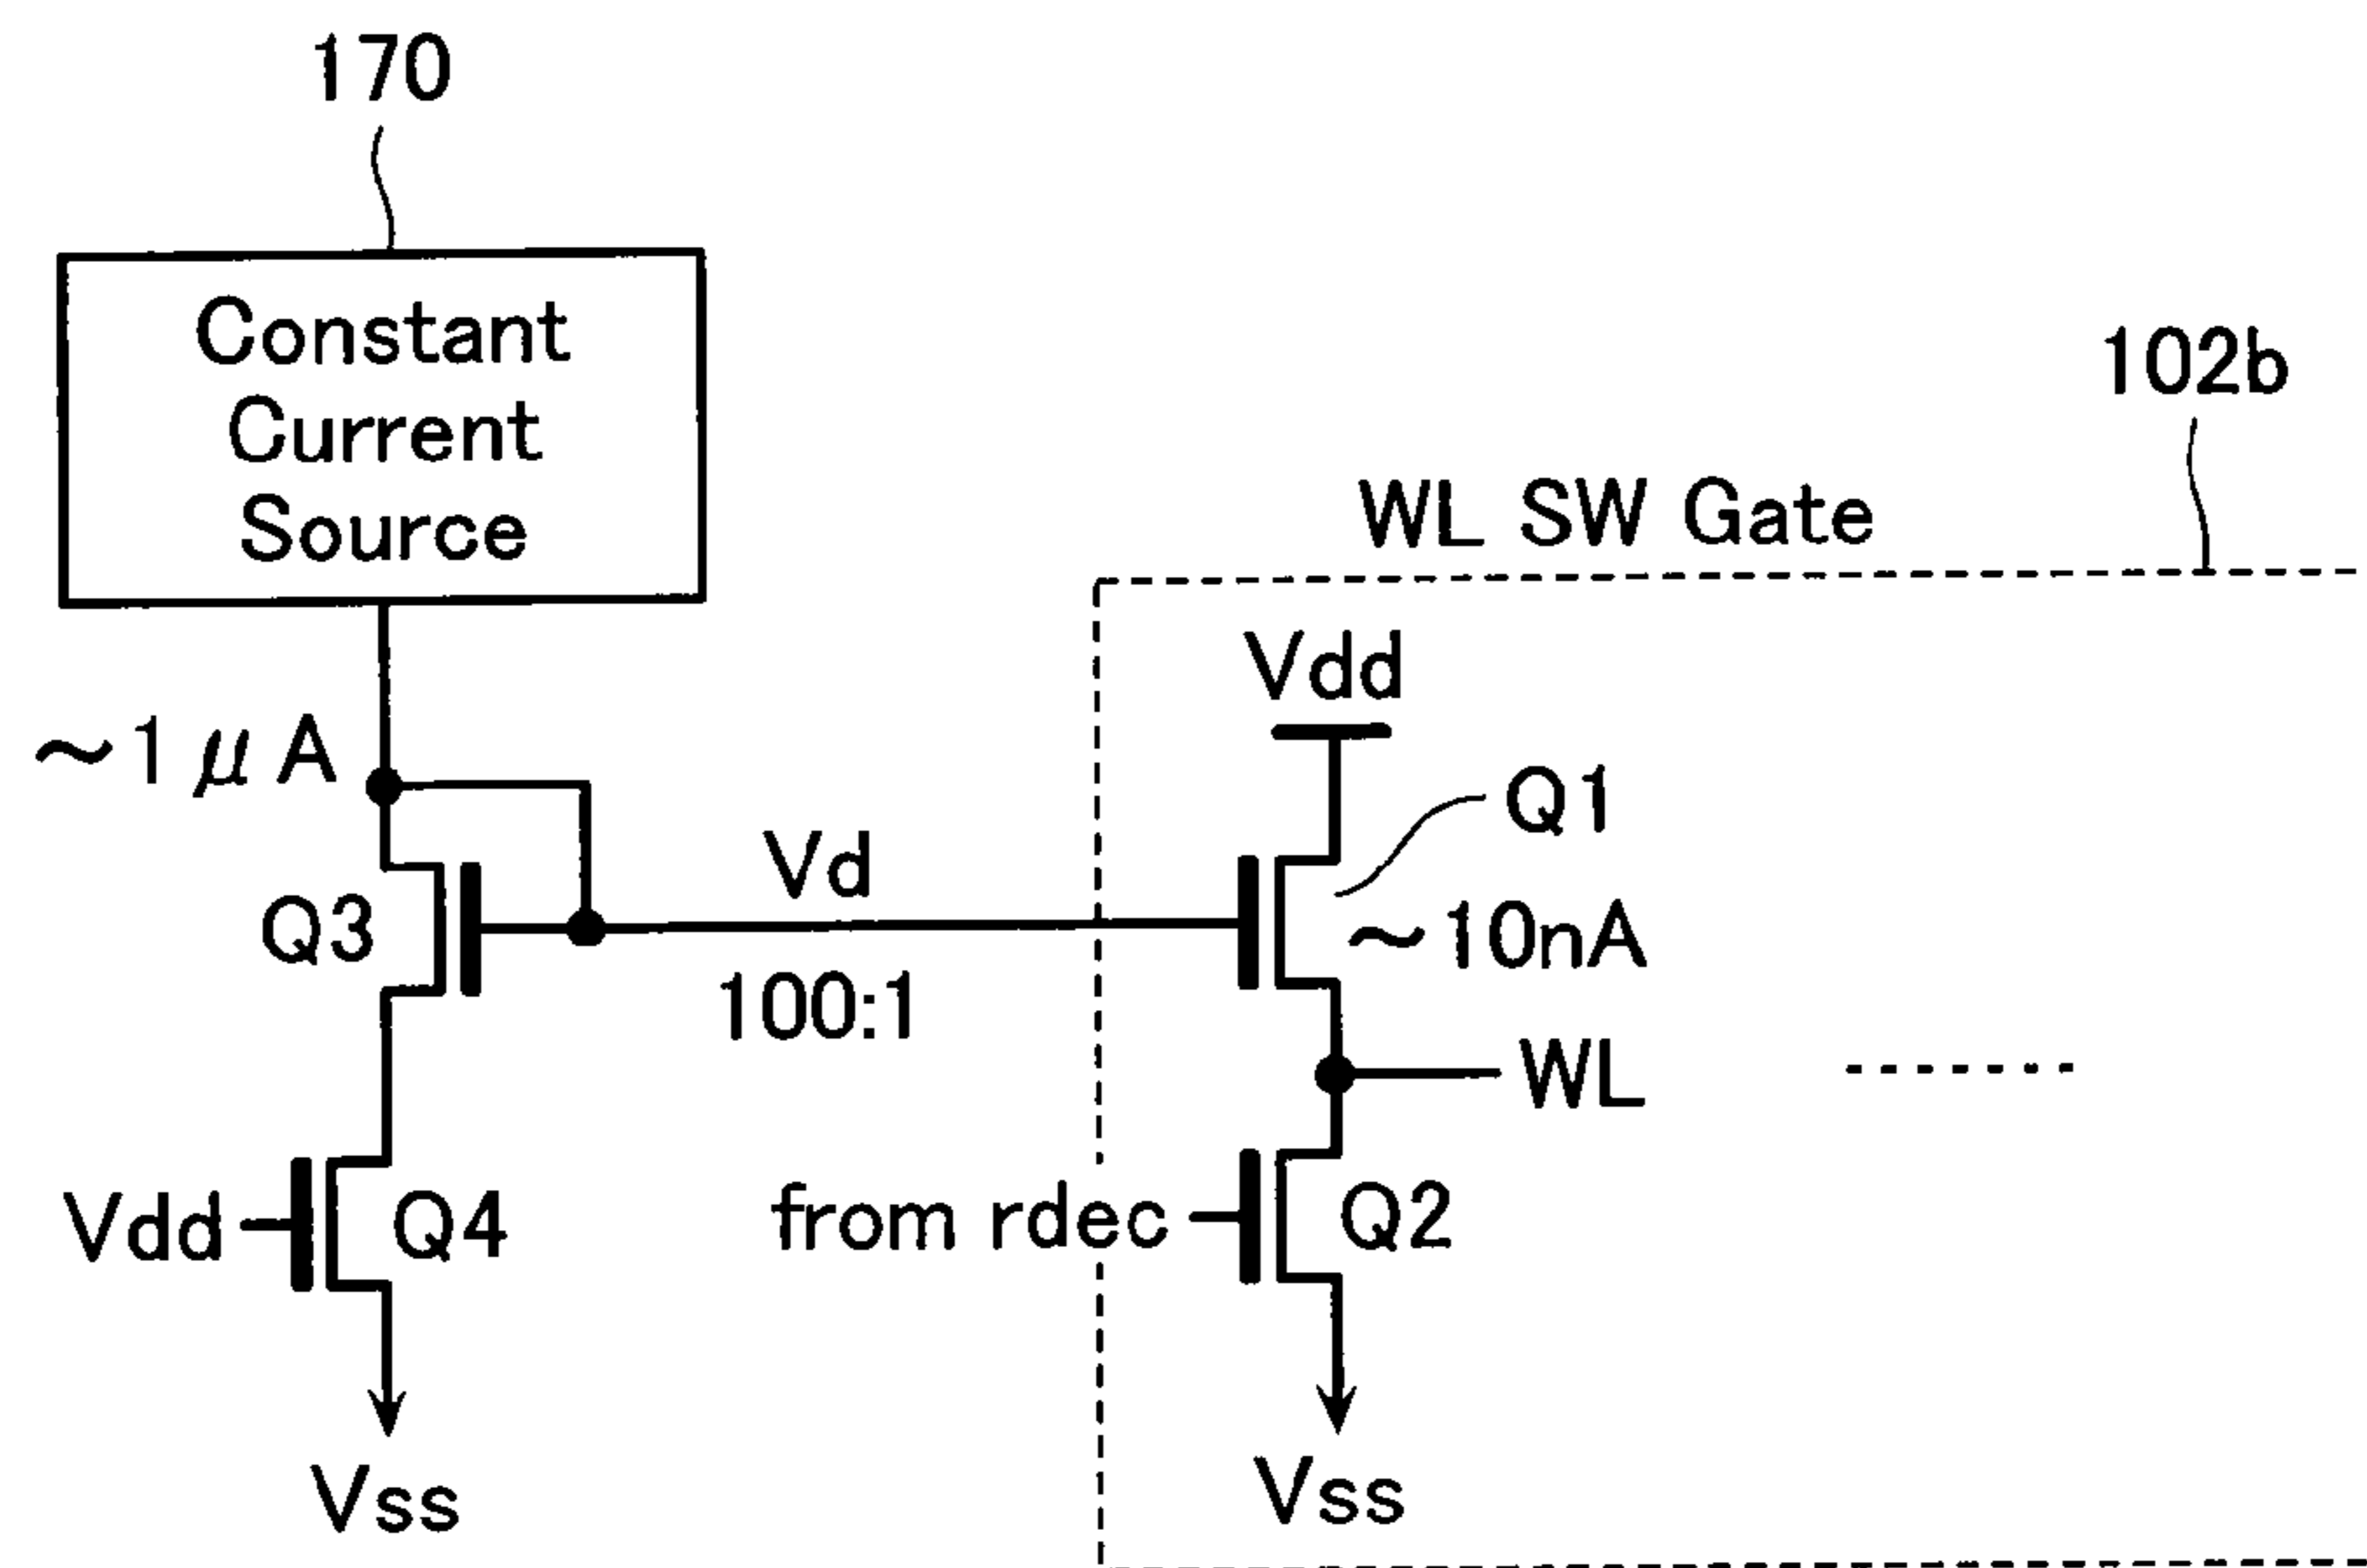 170
Constant
Current
Source
102b
WL SW Gate
Vdd
~1μA
Q1
Vd
Q3
~10nA
100:1
WL
Vdd
Q4
from rdec
Q2
Vss
Vss